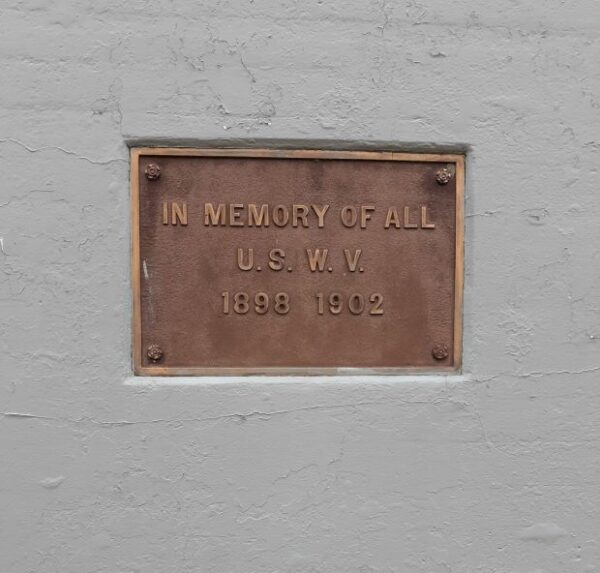 IN MEMORY OF ALL
U.S. W. V.
1898 1902